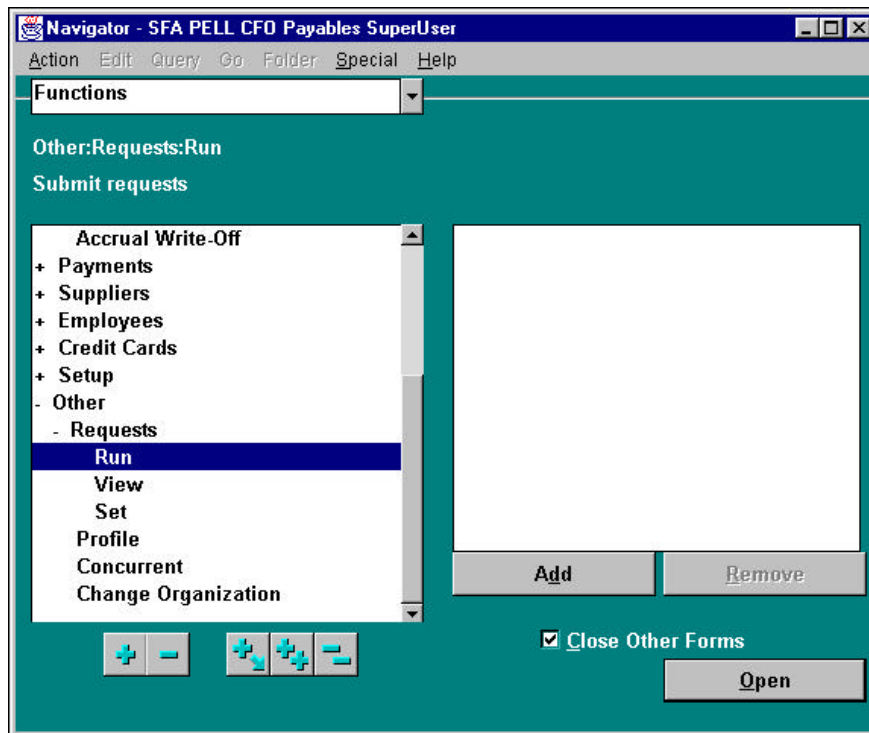 Navigator - SFA PELL CFO Payables SuperUser
Action Edit Query Go Folder Special Help
Functions
Other:Requests:Run
Submit requests
Accrual Write-Off
+ Payments
+ Suppliers
+ Employees
+ Credit Cards
+ Setup
- Other
- Requests
Run
View
Set
Profile
Concurrent
Change Organization
Add Remove
Close Other Forms
Open